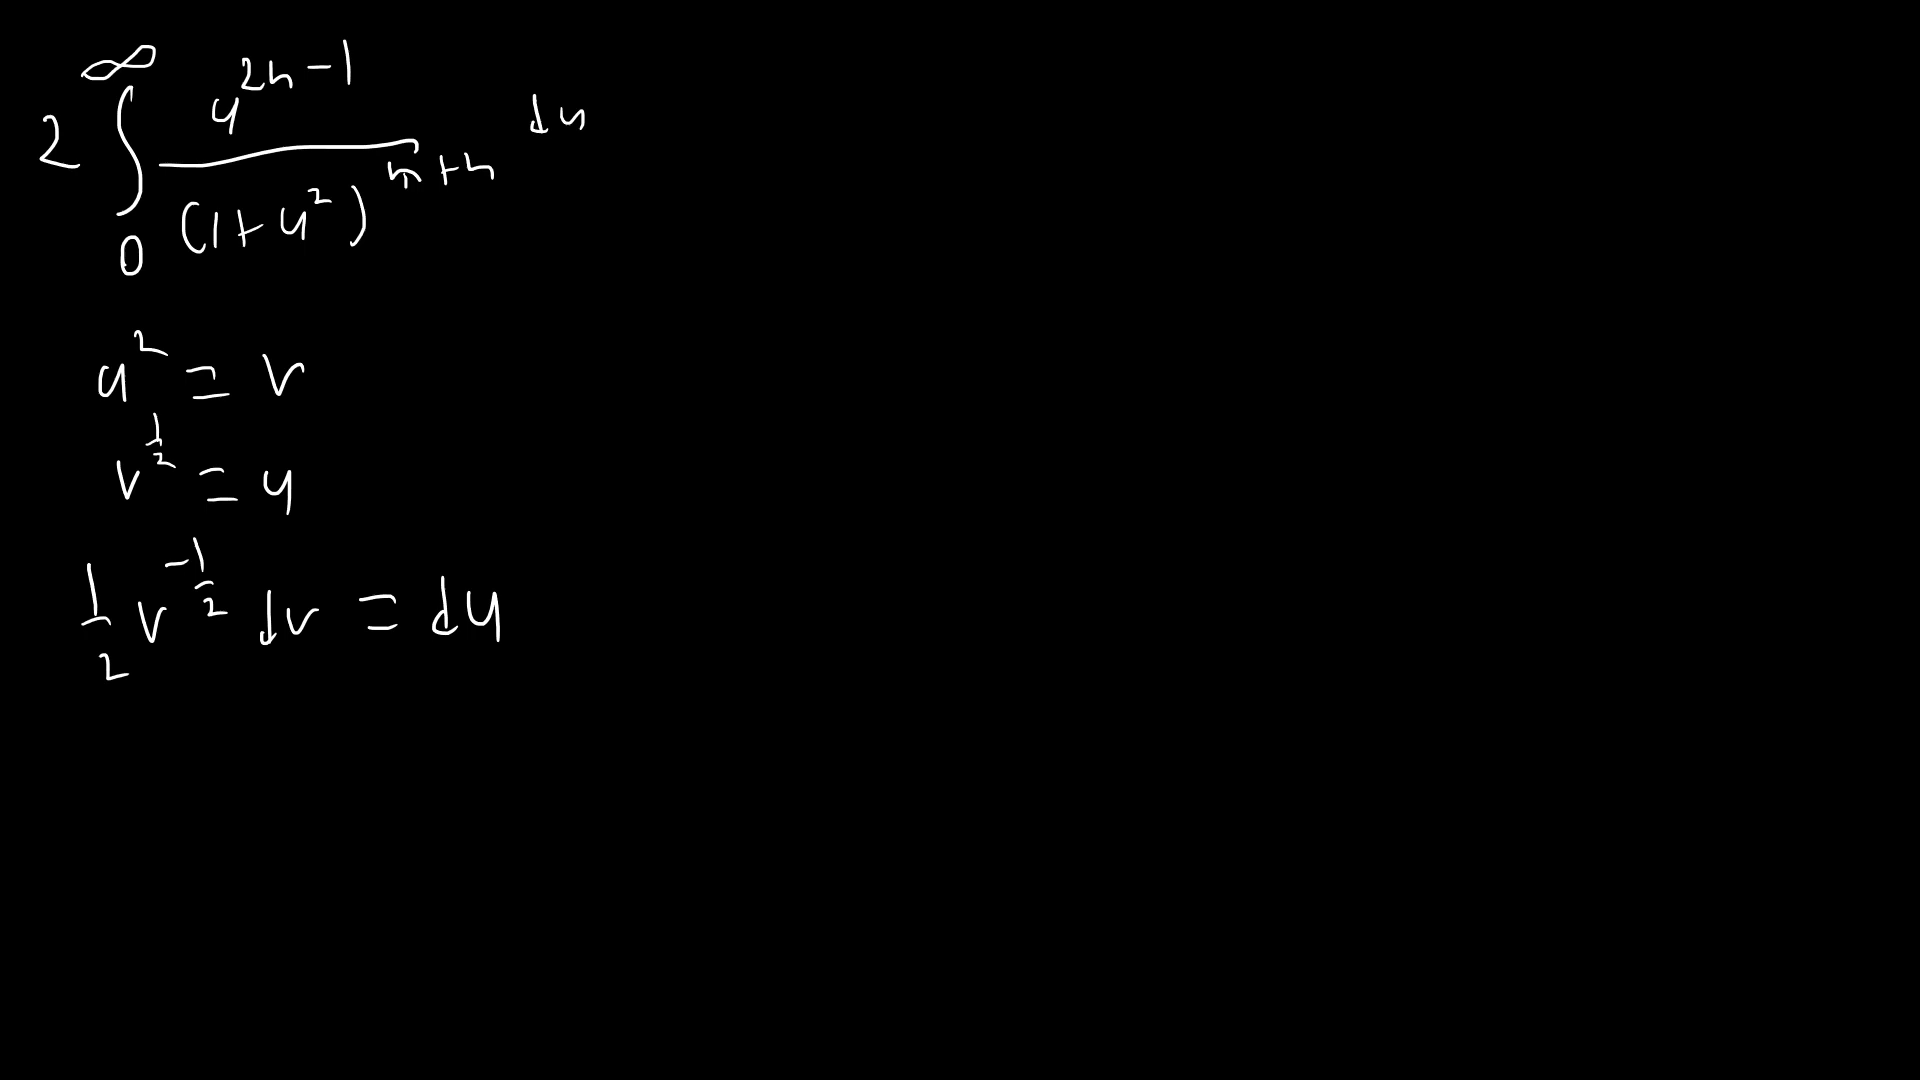 2 ∫₀^∞ u^(2n-1) / (1+u²)^(m+n) du
u² = v
v^(1/2) = u
1/2 v^(-1/2) dv = du